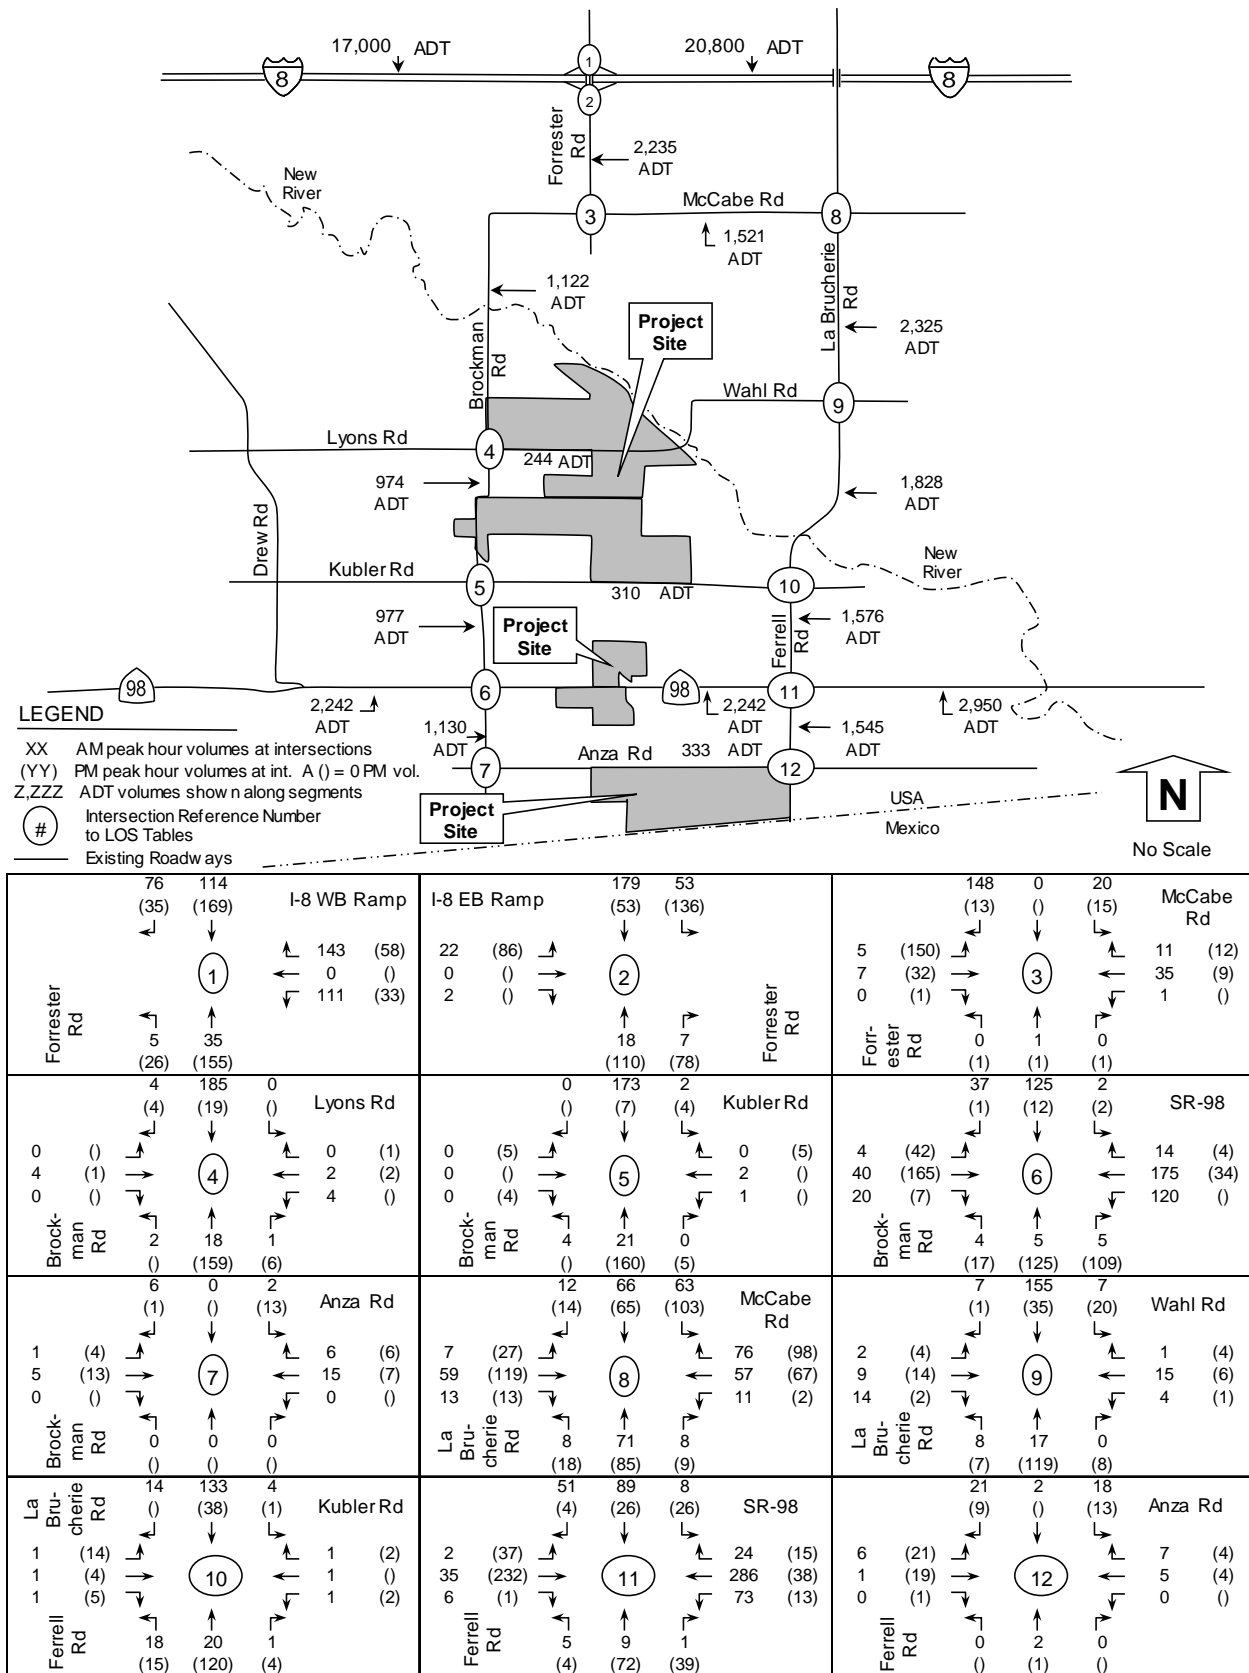 17,000 ADT
20,800 ADT
8
8
1
2
Forrester
Rd
2,235
ADT
New
River
McCabe Rd
3
8
1,521
ADT
La Brucherie
Rd
1,122
ADT
Project
Site
2,325
ADT
Brockman
Rd
Wahl Rd
9
Lyons Rd
4
244 ADT
974
ADT
1,828
ADT
Drew Rd
Kubler Rd
5
310 ADT
10
New
River
977
ADT
Project
Site
Ferrell
Rd
1,576
ADT
98
6
98
11
2,242
ADT
2,242
ADT
2,950
ADT
1,130
ADT
1,545
ADT
Anza Rd
333 ADT
7
12
Project
Site
USA
Mexico
N
No Scale
LEGEND
XX AM peak hour volumes at intersections
(YY) PM peak hour volumes at int. A () = 0 PM vol.
Z,ZZZ ADT volumes shown along segments
# Intersection Reference Number
to LOS Tables
Existing Roadways
76 114
(35) (169)
I-8 WB Ramp
143 (58)
1
0 ()
111 (33)
Forrester
Rd
5 35
(26) (155)
I-8 EB Ramp
179 53
(53) (136)
22 (86)
0 ()
2
2 ()
18 7
(110) (78)
Forrester
Rd
148 0 20
(13) () (15)
McCabe
Rd
5 (150)
11 (12)
7 (32)
3
35 (9)
0 (1)
1 ()
Forr-
ester
Rd
0 1 0
(1) (1) (1)
4 185 0
(4) (19) ()
Lyons Rd
0 ()
0 (1)
4 (1)
4
2 (2)
0 ()
4 ()
Brock-
man
Rd
2 18 1
() (159) (6)
0 173 2
() (7) (4)
Kubler Rd
0 (5)
0 (5)
0 ()
5
2 ()
0 (4)
1 ()
Brock-
man
Rd
4 21 0
() (160) (5)
37 125 2
(1) (12) (2)
SR-98
4 (42)
14 (4)
40 (165)
6
175 (34)
20 (7)
120 ()
Brock-
man
Rd
4 5 5
(17) (125) (109)
6 0 2
(1) () (13)
Anza Rd
1 (4)
6 (6)
5 (13)
7
15 (7)
0 ()
0 ()
Brock-
man
Rd
0 0 0
() () ()
12 66 63
(14) (65) (103)
McCabe
Rd
7 (27)
76 (98)
59 (119)
8
57 (67)
13 (13)
11 (2)
La
Bru-
cherie
Rd
8 71 8
(18) (85) (9)
7 155 7
(1) (35) (20)
Wahl Rd
2 (4)
1 (4)
9 (14)
9
15 (6)
14 (2)
4 (1)
La
Bru-
cherie
Rd
8 17 0
(7) (119) (8)
La
Bru-
cherie
Rd
14 133 4
() (38) (1)
Kubler Rd
1 (14)
1 (2)
1 (4)
10
1 ()
1 (5)
1 (2)
Ferrell
Rd
18 20 1
(15) (120) (4)
51 89 8
(4) (26) (26)
SR-98
2 (37)
24 (15)
35 (232)
11
286 (38)
6 (1)
73 (13)
Ferrell
Rd
5 9 1
(4) (72) (39)
21 2 18
(9) () (13)
Anza Rd
6 (21)
7 (4)
1 (19)
12
5 (4)
0 (1)
0 ()
Ferrell
Rd
0 2 0
() (1) ()